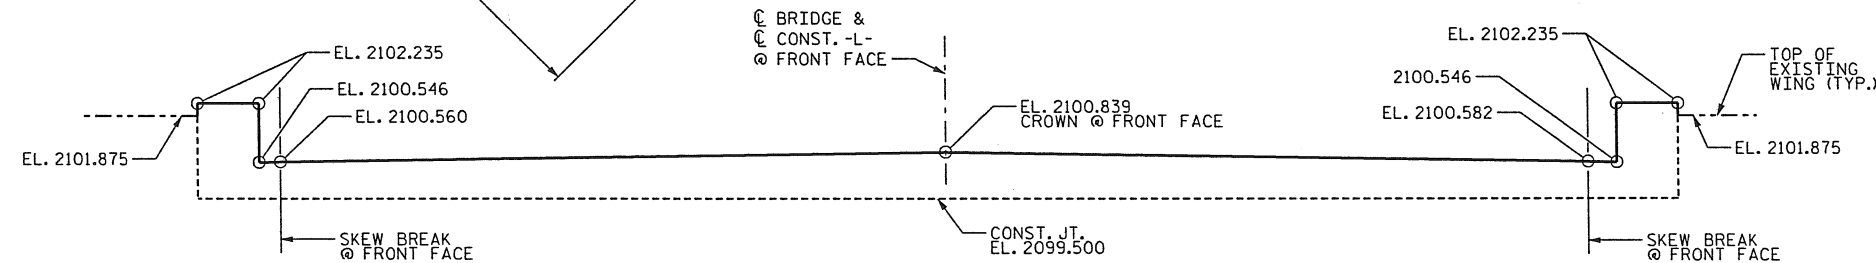 ℄ BRIDGE &
℄ CONST. -L-
@ FRONT FACE
EL. 2102.235
EL. 2100.546
EL. 2100.560
EL. 2101.875
SKEW BREAK
@ FRONT FACE
EL. 2100.839
CROWN @ FRONT FACE
CONST. JT.
EL. 2099.500
EL. 2102.235
2100.546
EL. 2100.582
TOP OF
EXISTING
WING (TYP.)
EL. 2101.875
SKEW BREAK
@ FRONT FACE